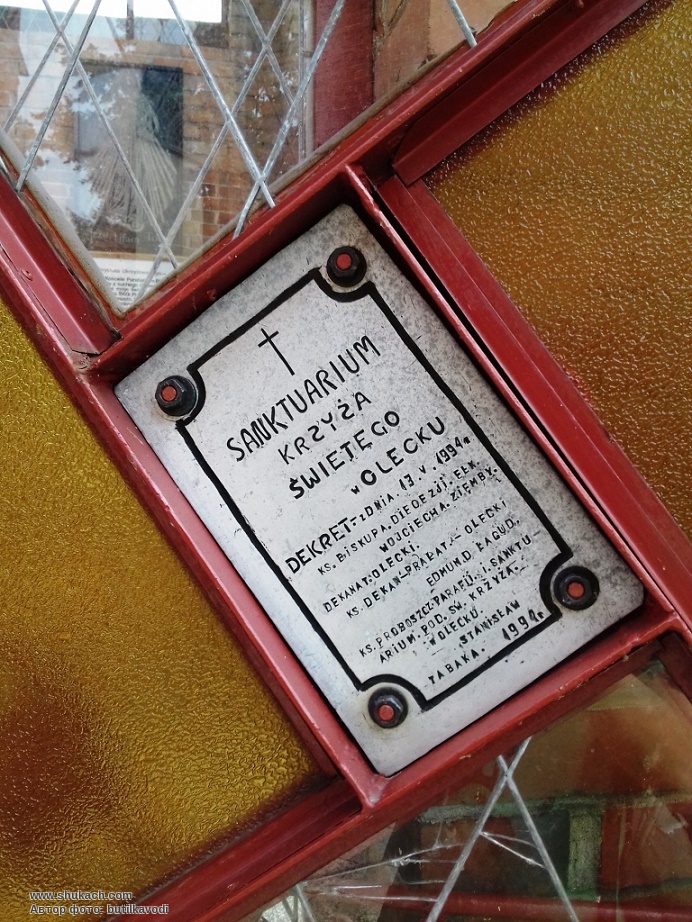 SANKTUARIUM
KRZYŻA
ŚWIĘTĘGO
W OLECKU
DEKRET-z DNIA. 13. V. 1994r.
KS. BISKUPA. DIECEZJI. EŁK
WOJCIECHA. ZIEMBY.
DEKANAT: OLECKI.
KS. DEKAN-PRAŁAT.- OLECKI
EDMUND. ŁAGUD.
KS. PROBOSZCZ-PARAFII. I. SANKTU
ARIUM. POD. ŚW. KRZYŻA.-
W OLECKU. STANISŁAW
TABAKA. 1994r.
www.shukach.com
Автор фото: butilkavodi